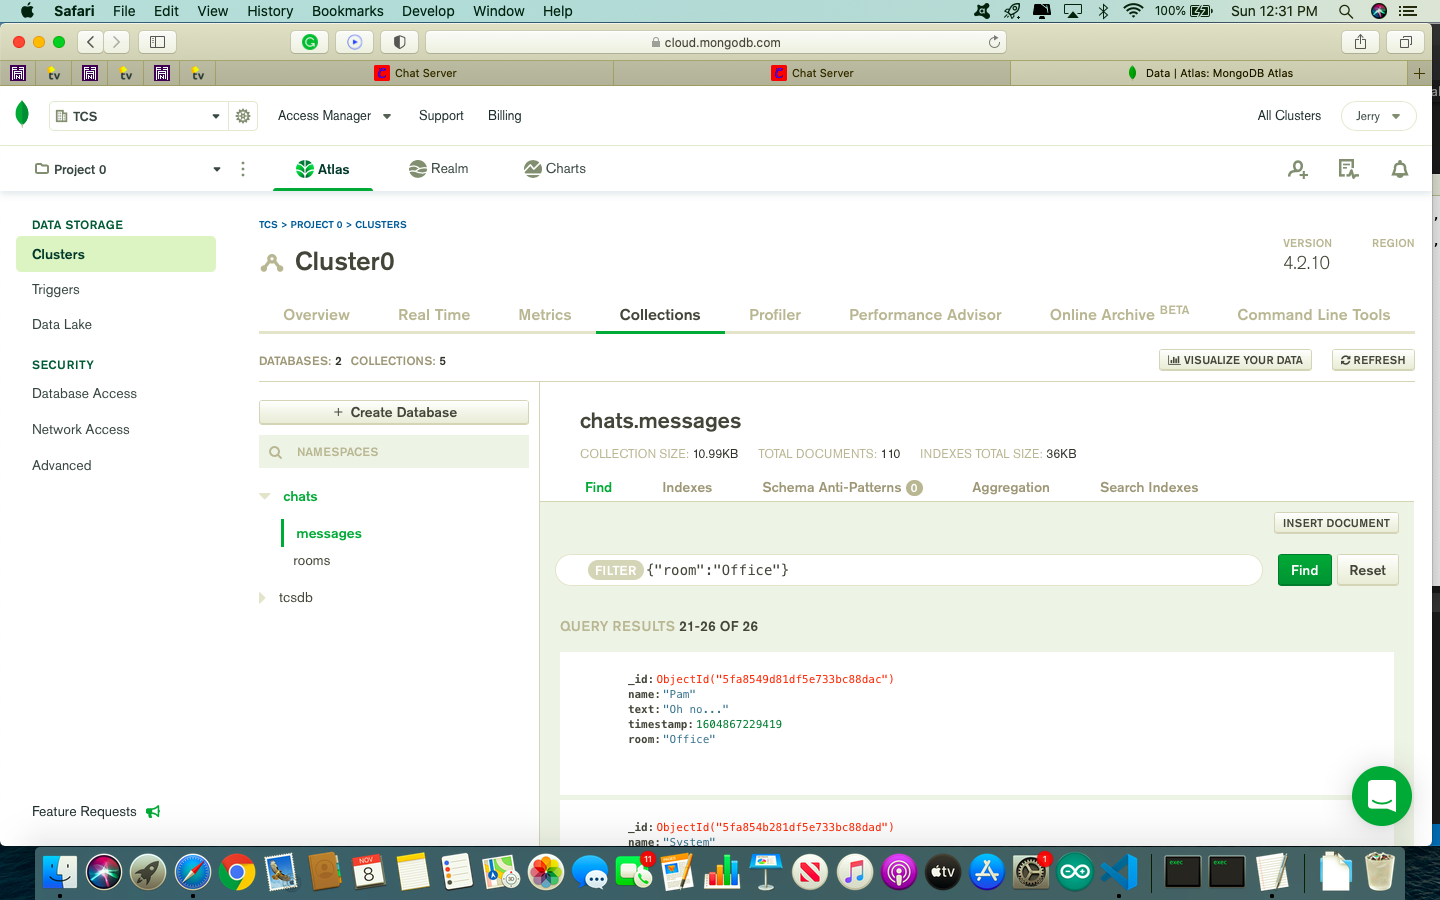 Safari File Edit View History Bookmarks Develop Window Help 100% Sun 12:31 PM
cloud.mongodb.com
tv tv tv Chat Server Chat Server Data | Atlas: MongoDB Atlas
TCS Access Manager Support Billing All Clusters Jerry
Project 0 Atlas Realm Charts
DATA STORAGE
Clusters
Triggers
Data Lake
SECURITY
Database Access
Network Access
Advanced
Feature Requests
TCS > PROJECT 0 > CLUSTERS
Cluster0
VERSION REGION
4.2.10
Overview Real Time Metrics Collections Profiler Performance Advisor Online Archive BETA Command Line Tools
DATABASES: 2 COLLECTIONS: 5
VISUALIZE YOUR DATA REFRESH
+ Create Database
NAMESPACES
chats
messages
rooms
tcsdb
chats.messages
COLLECTION SIZE: 10.99KB TOTAL DOCUMENTS: 110 INDEXES TOTAL SIZE: 36KB
Find Indexes Schema Anti-Patterns 0 Aggregation Search Indexes
INSERT DOCUMENT
FILTER {"room":"Office"}
Find Reset
QUERY RESULTS 21-26 OF 26
_id: ObjectId("5fa8549d81df5e733bc88dac")
name: "Pam"
text: "Oh no..."
timestamp: 1604867229419
room: "Office"
_id: ObjectId("5fa854b281df5e733bc88dad")
name: "System"
NOV
8
11
tv
1
exec
exec